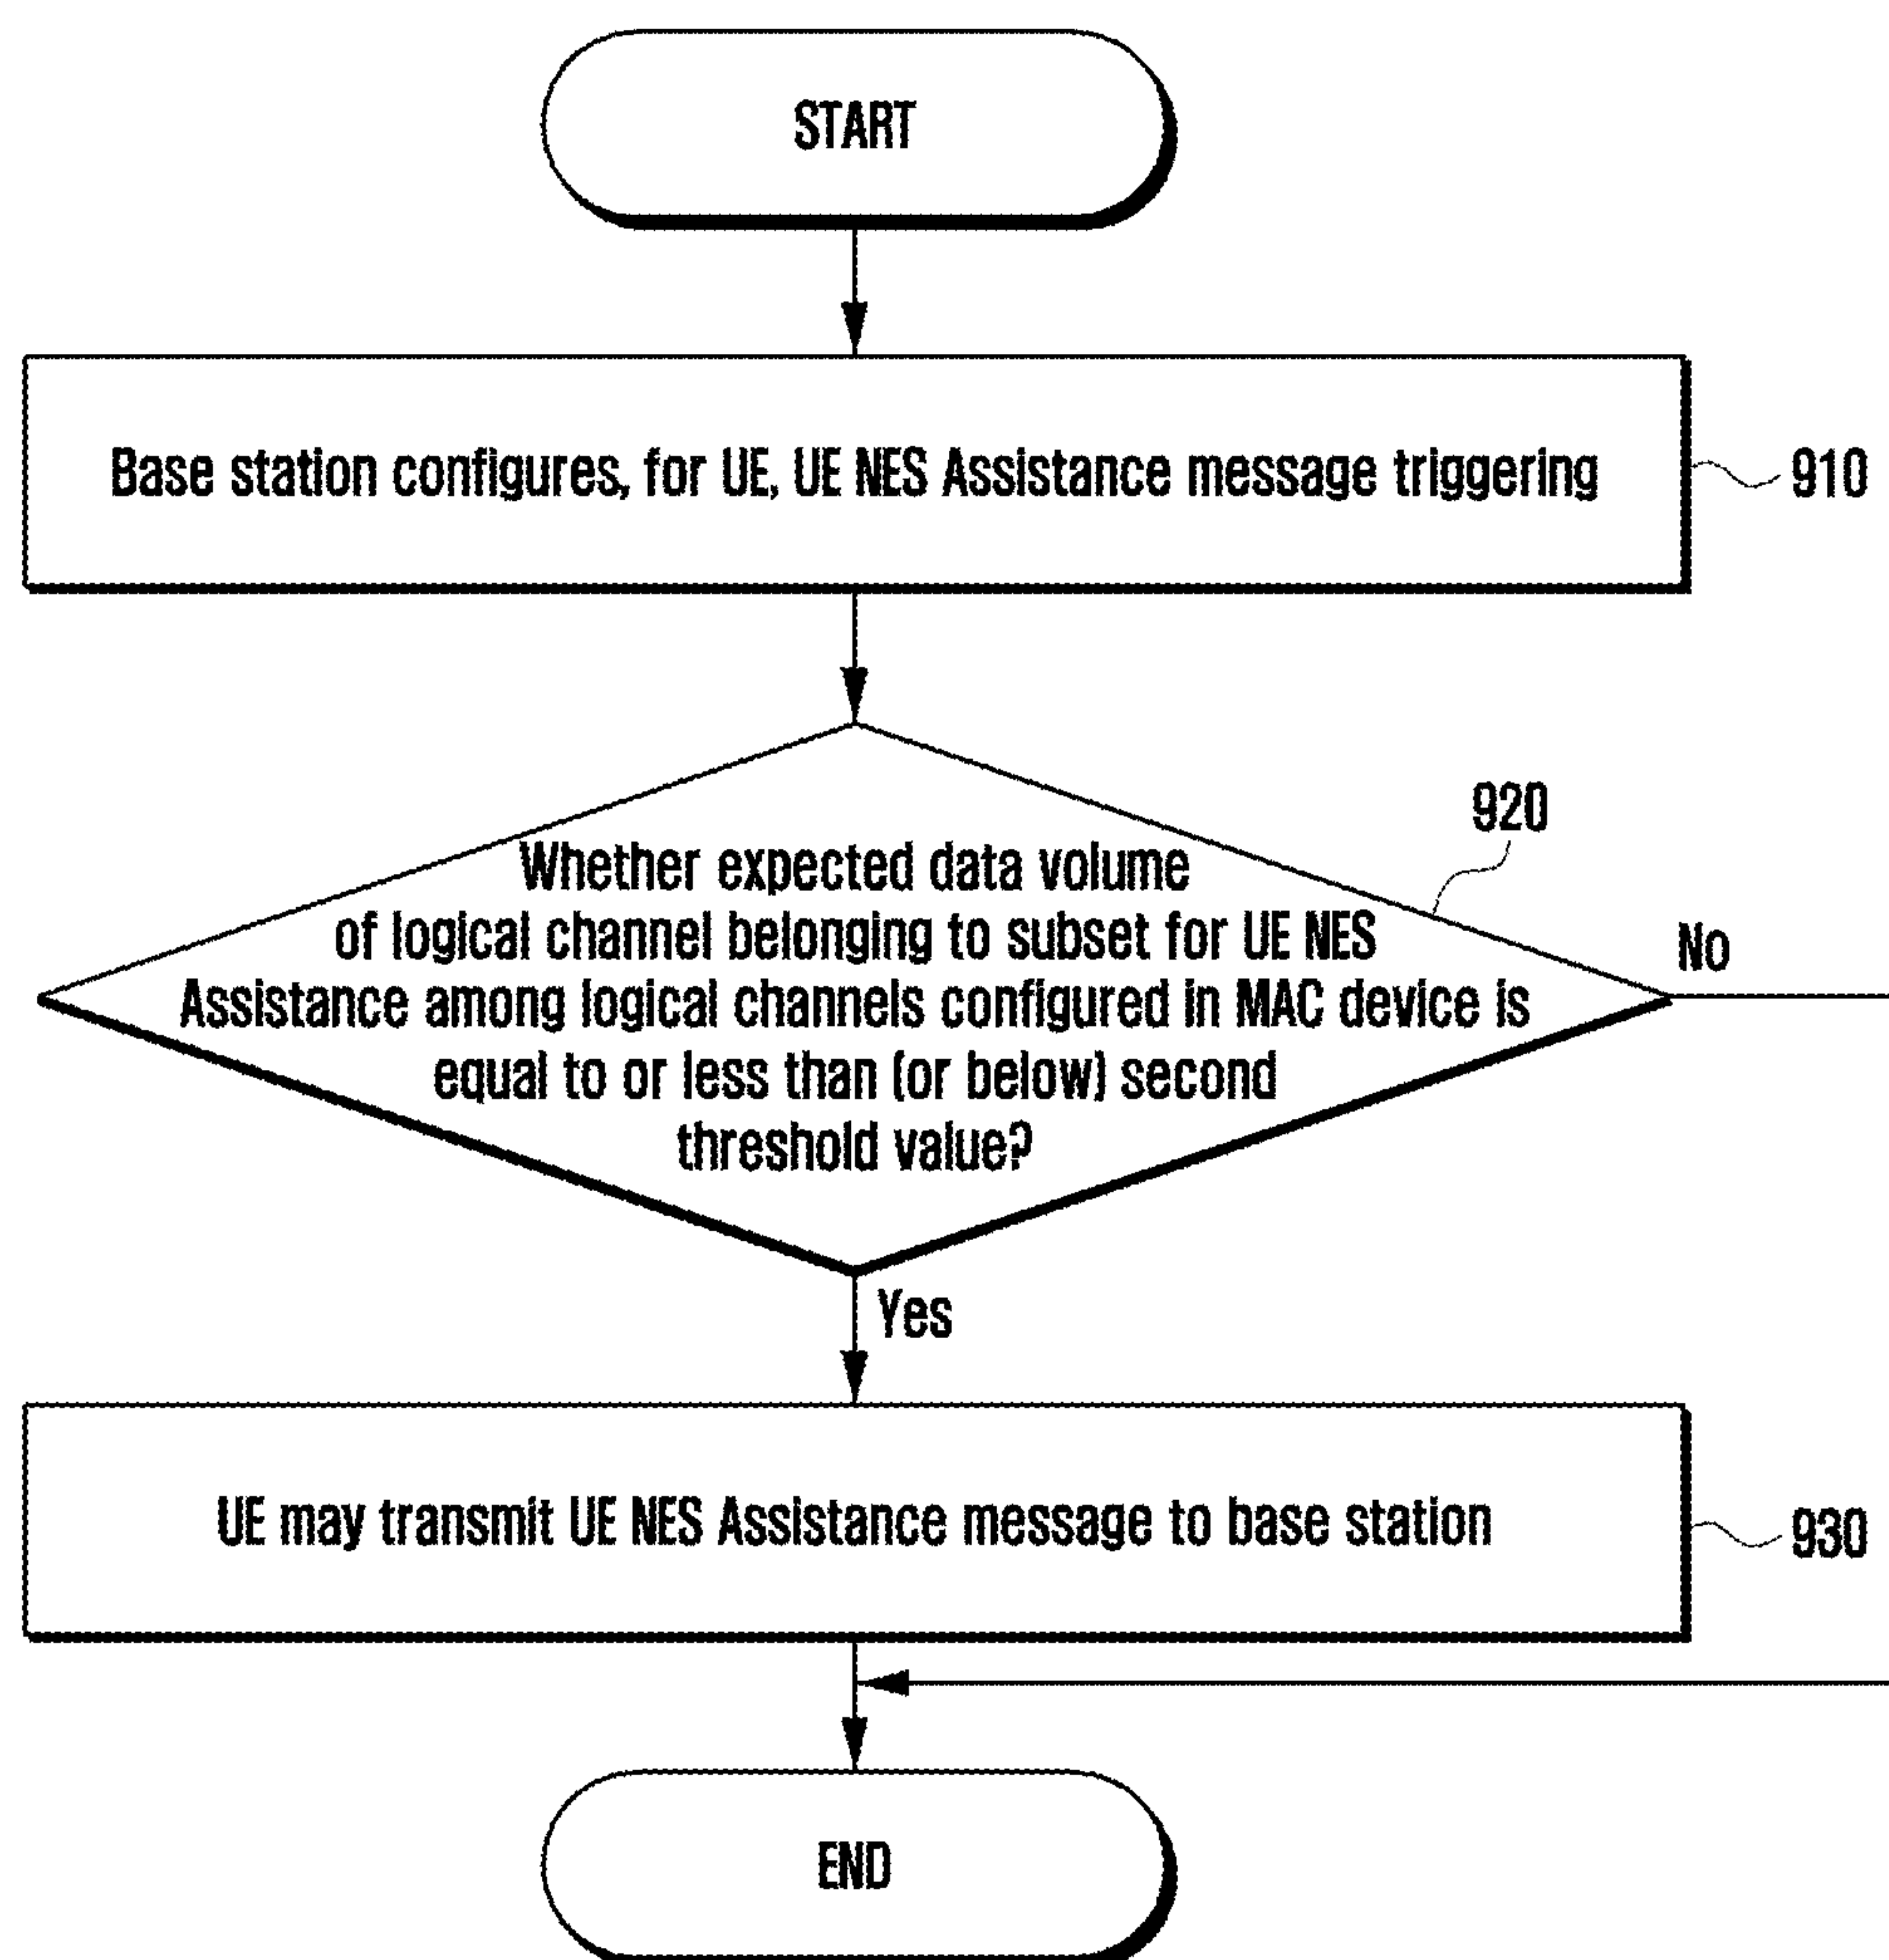 START
Base station configures, for UE, UE NES Assistance message triggering
910
920
Whether expected data volume
of logical channel belonging to subset for UE NES
Assistance among logical channels configured in MAC device is
equal to or less than (or below) second
threshold value?
No
Yes
UE may transmit UE NES Assistance message to base station
930
END